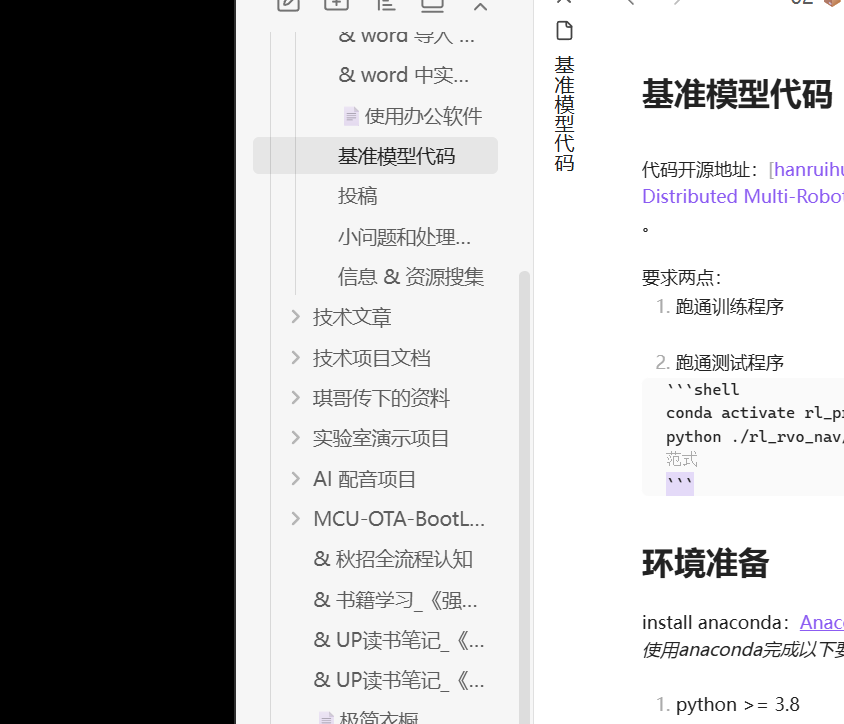 & word 导入 ...
& word 中实...
使用办公软件
基准模型代码
投稿
小问题和处理...
信息 & 资源搜集
技术文章
技术项目文档
琪哥传下的资料
实验室演示项目
AI 配音项目
MCU-OTA-BootL...
& 秋招全流程认知
& 书籍学习_《强...
& UP读书笔记_《...
& UP读书笔记_《...
极简衣橱
基准模型代码
02
基准模型代码
代码开源地址：[hanruihu
Distributed Multi-Robot
。
要求两点：
1. 跑通训练程序
2. 跑通测试程序
```shell
conda activate rl_p
python ./rl_rvo_nav/
范式
```
环境准备
install anaconda：Anac
使用anaconda完成以下要
1. python >= 3.8